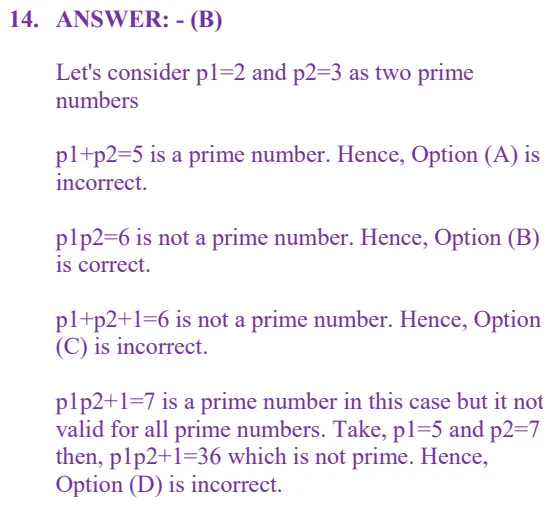 14. ANSWER: - (B)
Let's consider p1=2 and p2=3 as two prime
numbers
p1+p2=5 is a prime number. Hence, Option (A) is
incorrect.
p1p2=6 is not a prime number. Hence, Option (B)
is correct.
p1+p2+1=6 is not a prime number. Hence, Option
(C) is incorrect.
p1p2+1=7 is a prime number in this case but it not
valid for all prime numbers. Take, p1=5 and p2=7
then, p1p2+1=36 which is not prime. Hence,
Option (D) is incorrect.